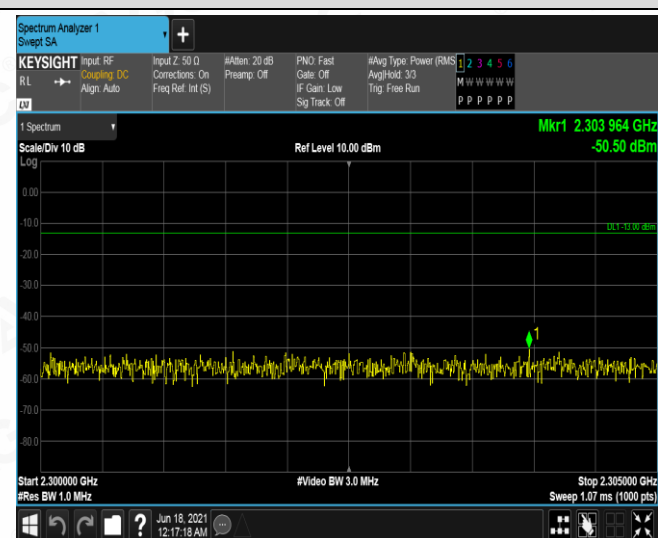 Spectrum Analyzer 1
Swept SA
+
KEYSIGHT
RL
LXI
Input: RF
Coupling: DC
Align: Auto
Input Z: 50 Ω
Corrections: On
Freq Ref: Int (S)
#Atten: 20 dB
Preamp: Off
PNO: Fast
Gate: Off
IF Gain: Low
Sig Track: Off
#Avg Type: Power (RMS
Avg|Hold: 3/3
Trig: Free Run
1 2 3 4 5 6
M W W W W W
P P P P P P
1 Spectrum
Scale/Div 10 dB
Ref Level 10.00 dBm
Mkr1 2.303 964 GHz
-50.50 dBm
Log
0.00
-10.0
DL1 -13.00 dBm
-20.0
-30.0
-40.0
1
-50.0
-60.0
-70.0
-80.0
Start 2.300000 GHz
#Video BW 3.0 MHz
Stop 2.305000 GHz
#Res BW 1.0 MHz
Sweep 1.07 ms (1000 pts)
?
Jun 18, 2021
12:17:18 AM